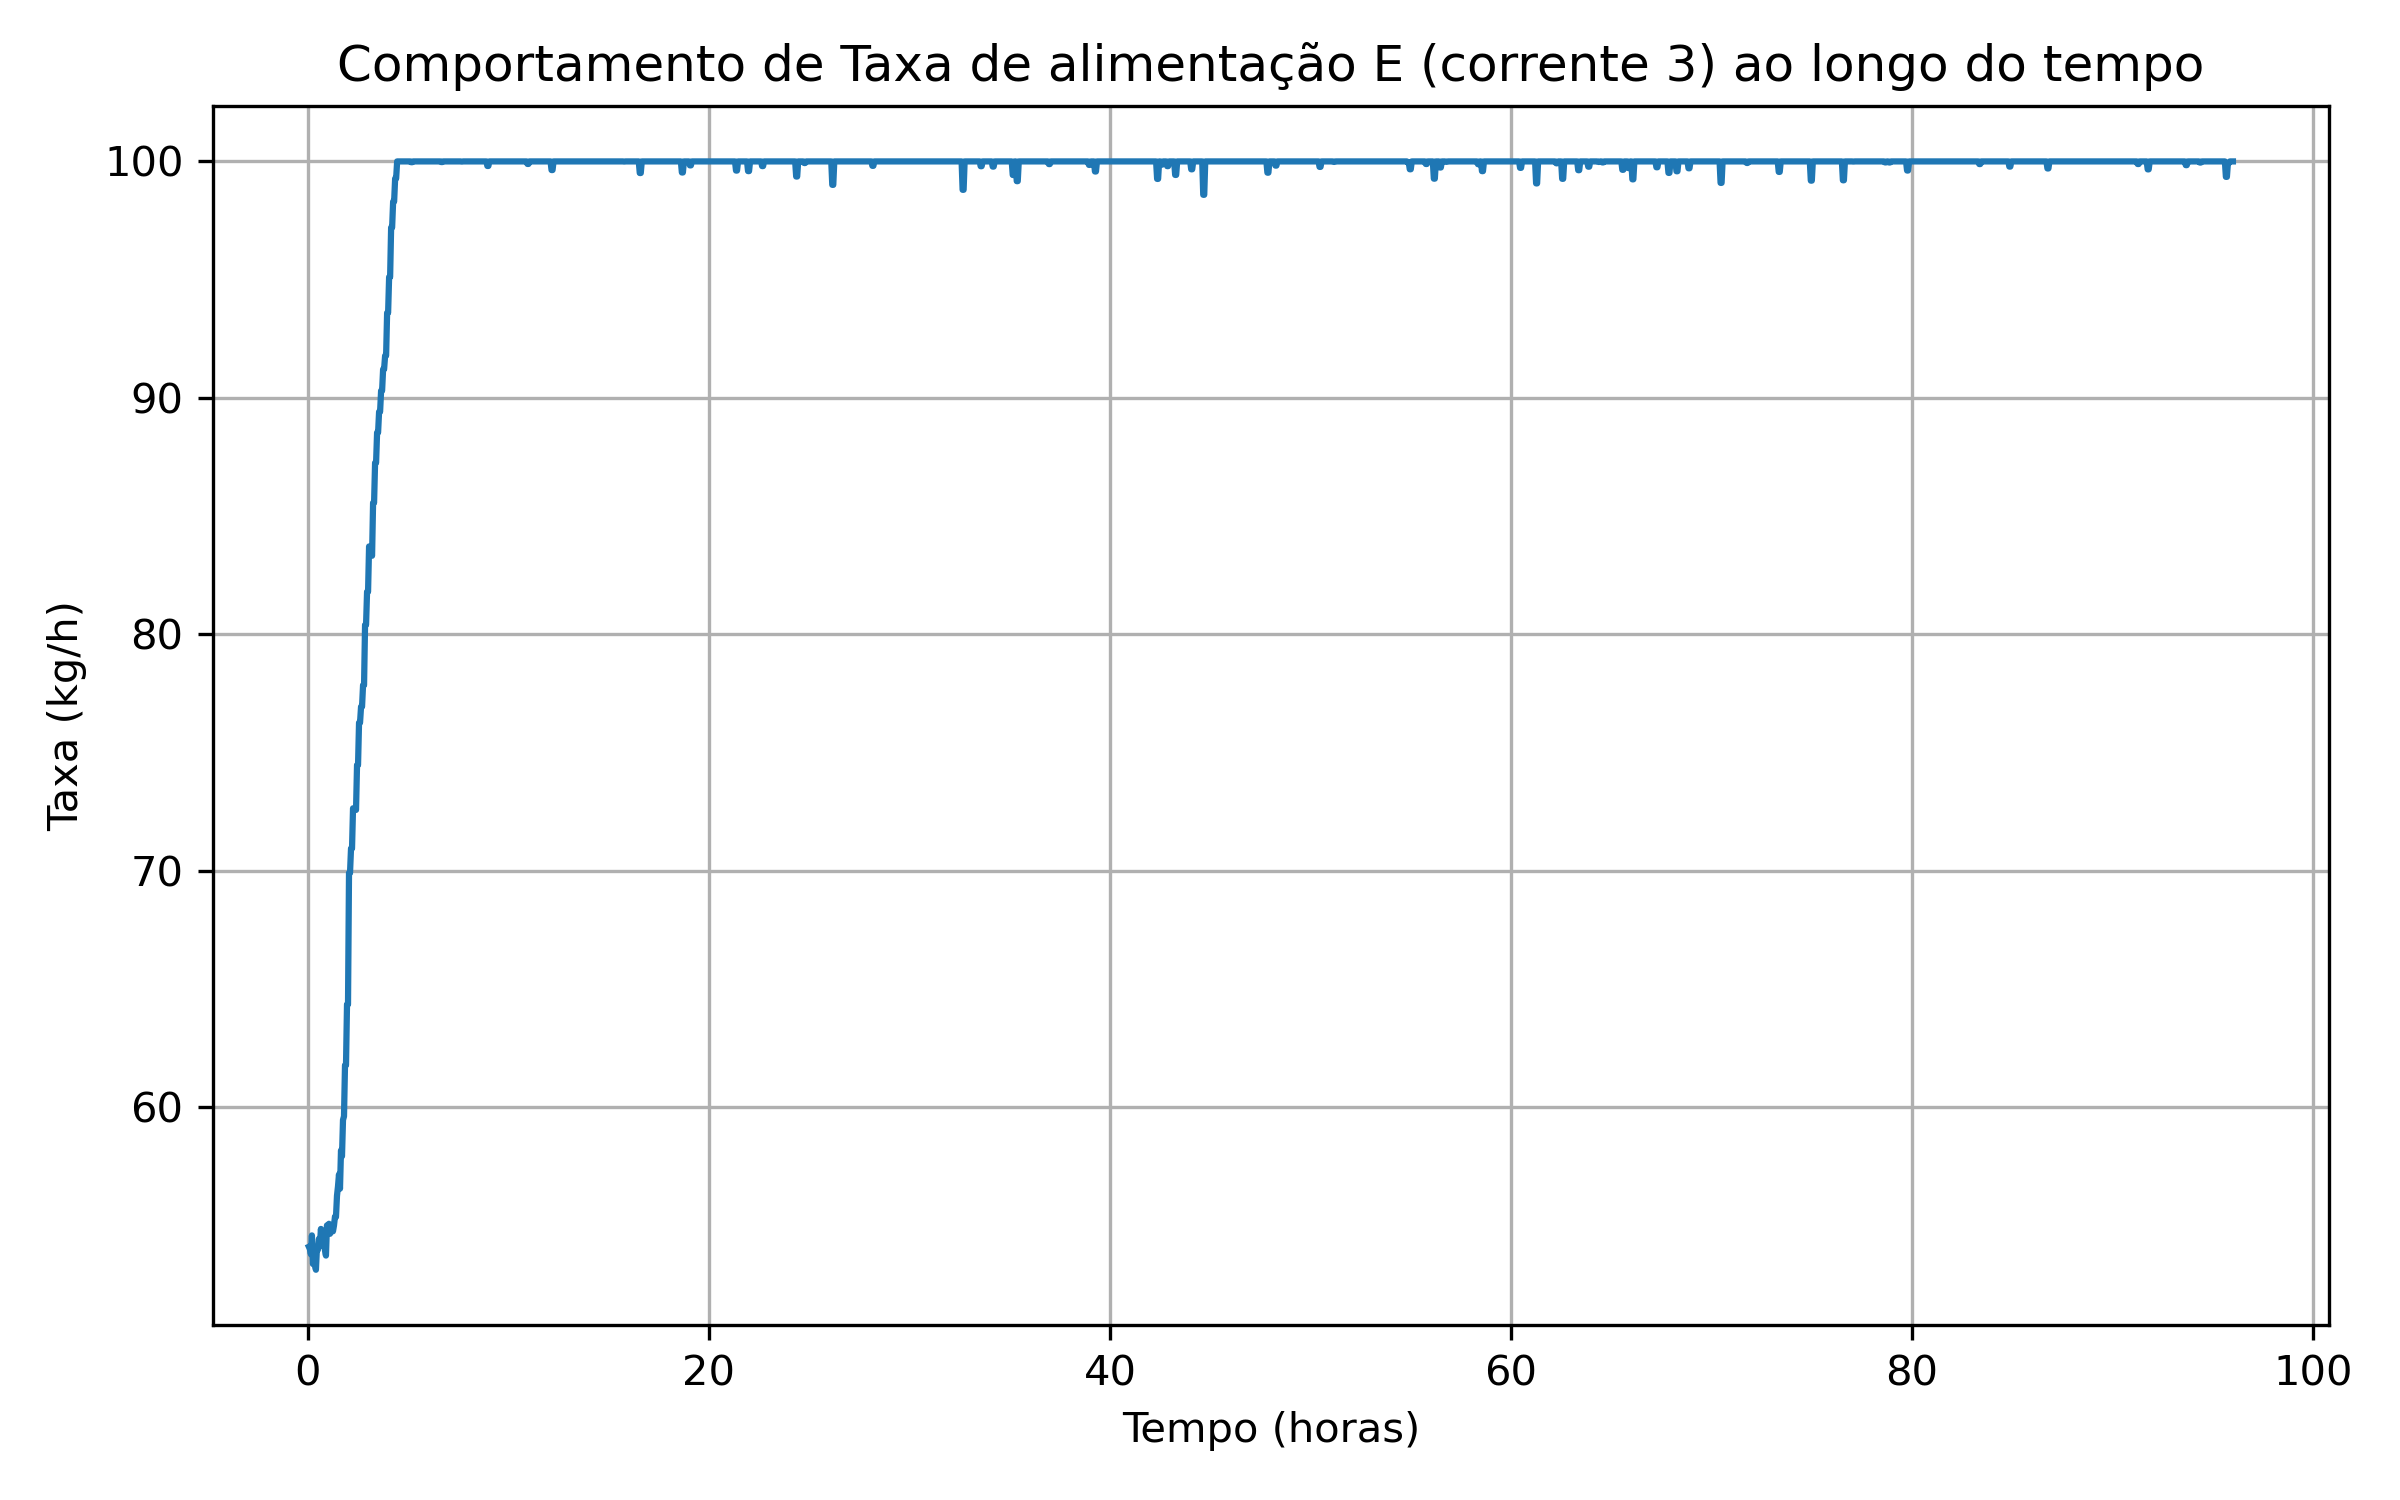 Comportamento de Taxa de alimentação E (corrente 3) ao longo do tempo
100
90
80
70
60
Taxa (kg/h)
0 20 40 60 80 100
Tempo (horas)